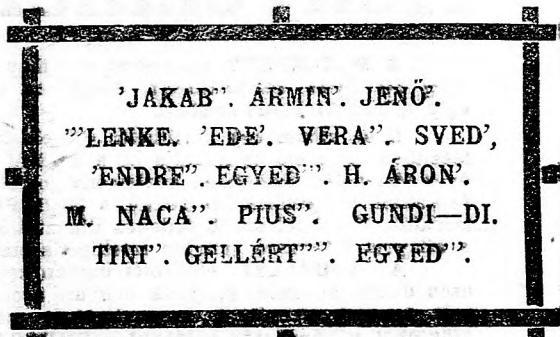 'JAKAB''. ÁRMIN'. JENŐ'.
'''LENKE. 'EDE'. VERA''. SVED',
'ENDRE''. EGYED'''. H. ÁRON'.
M. NACA''. PIUS''. GUNDI—DI.
TINI''. GELLÉRT''''. EGYED'''.